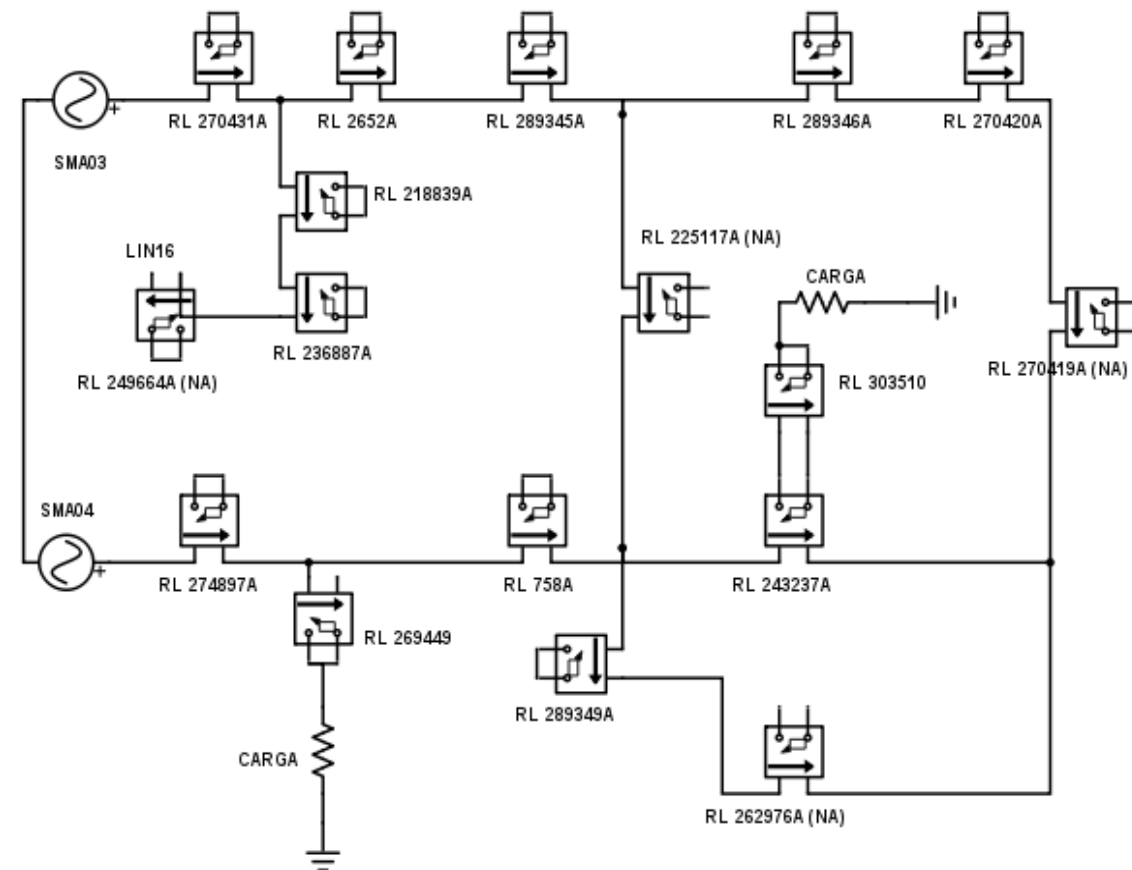 RL 270431A
RL 2652A
RL 289345A
RL 289346A
RL 270420A
+
SMA03
RL 218839A
RL 225117A (NA)
LIN16
CARGA
RL 236887A
RL 270419A (NA)
RL 249664A (NA)
RL 303510
SMA04
+
RL 274897A
RL 758A
RL 243237A
RL 269449
RL 289349A
CARGA
RL 262976A (NA)